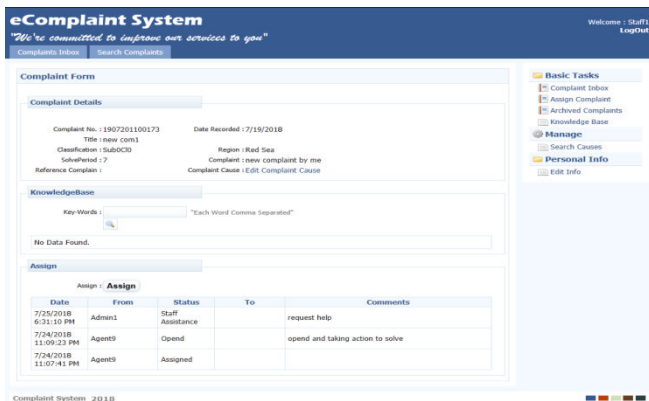 eComplaint System
Welcome : Staff1
LogOut
"We're committed to improve our services to you"
Complaints Inbox Search Complaints
Complaint Form
Complaint Details
Complaint No. : 1907201100173 Date Recorded : 7/19/2018
Title : new com1
Classification : Sub0Cl0 Region : Red Sea
SolvePeriod : 7 Complaint : new complaint by me
Reference Complain : Complaint Cause : Edit Complaint Cause
KnowledgeBase
Key-Words : "Each Word Comma Separated"
No Data Found.
Assign
Assign : Assign
Date From Status To Comments
7/25/2018 6:31:10 PM Admin1 Staff Assistance request help
7/24/2018 11:09:23 PM Agent9 Opend opend and taking action to solve
7/24/2018 11:07:41 PM Agent9 Assigned
Basic Tasks
Complaint Inbox
Assign Complaint
Archived Complaints
Knowledge Base
Manage
Search Causes
Personal Info
Edit Info
Complaint System 2018